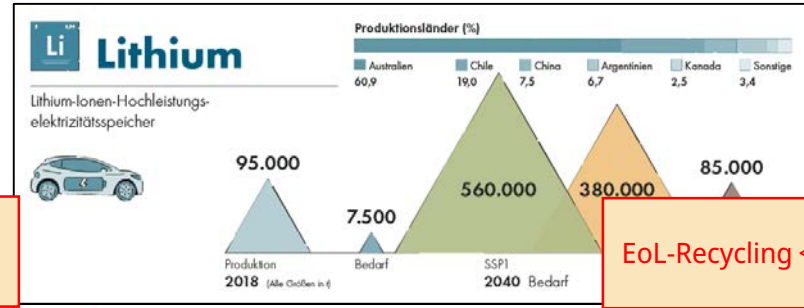 Li
Lithium
Lithium-Ionen-Hochleistungs-
elektrizitätsspeicher
Produktionsländer (%)
Australien Chile China Argentinien Kanada Sonstige
60,9 19,0 7,5 6,7 2,5 3,4
95.000
7.500
560.000
380.000
85.000
Produktion Bedarf SSP1
2018 (Alle Größen in t) 2040 Bedarf
EoL-Recycling <